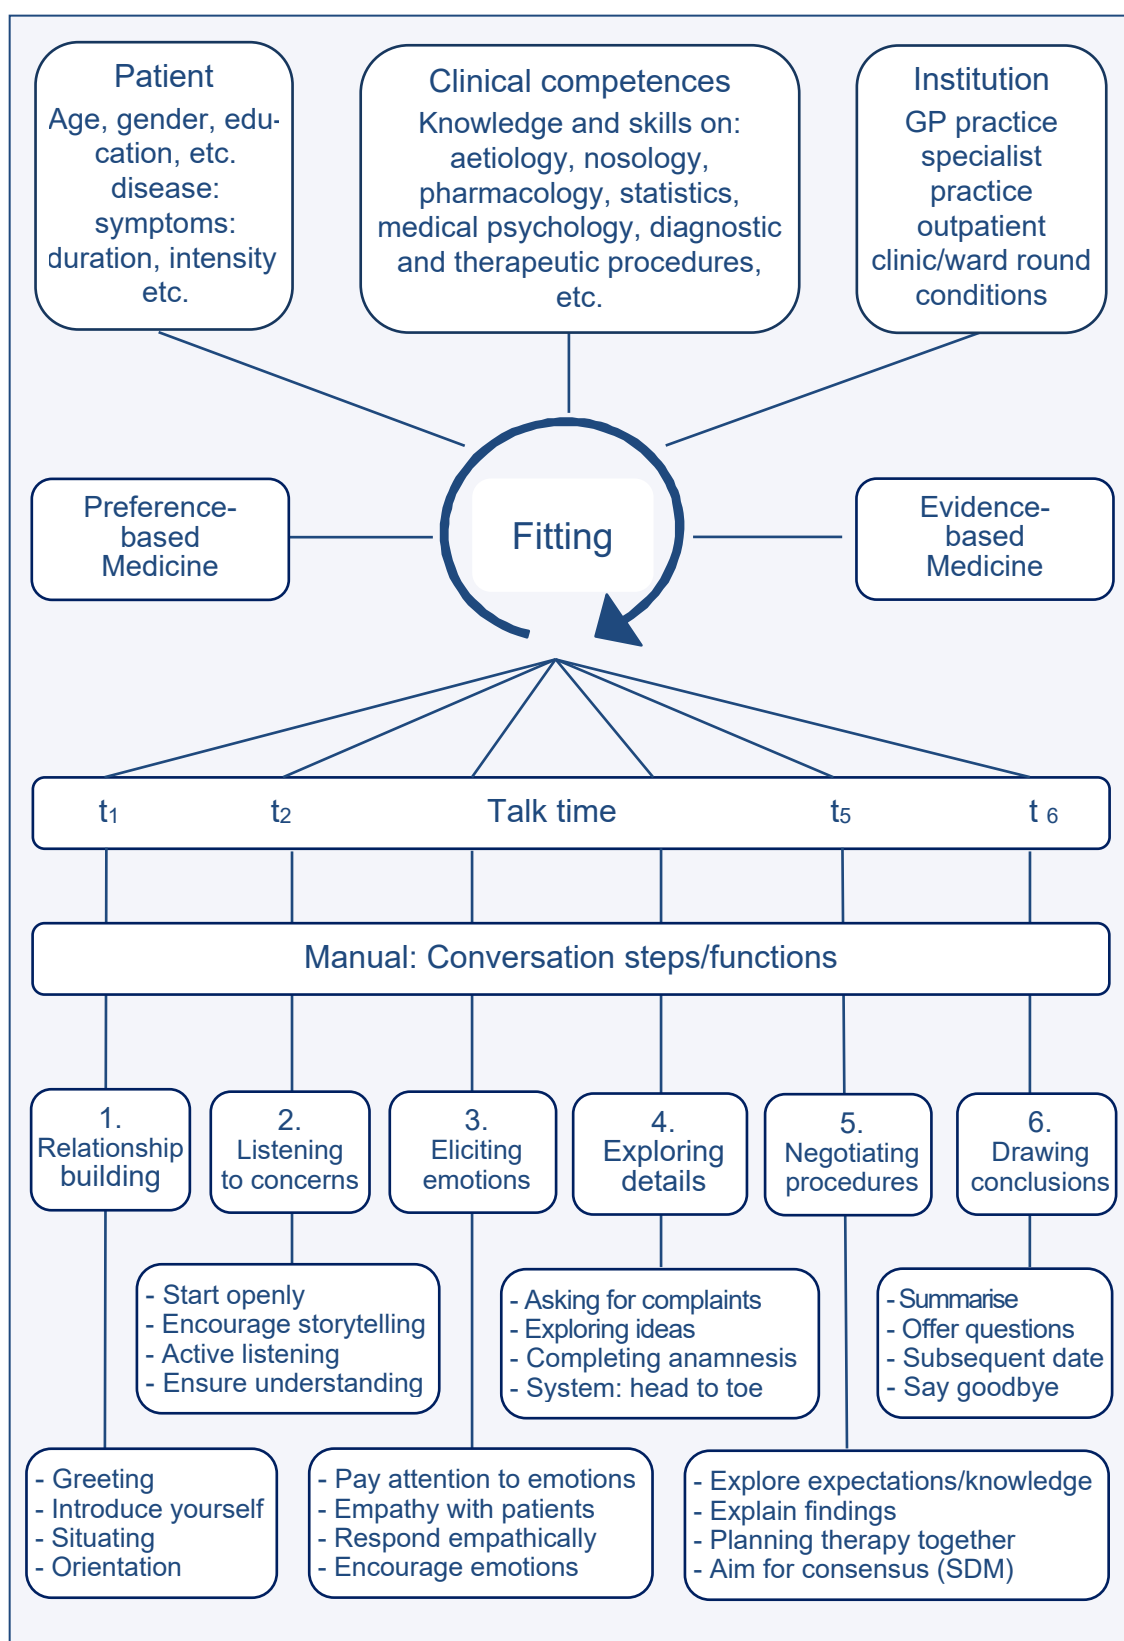 Patient
Age, gender, edu-
cation, etc.
disease:
symptoms:
duration, intensity
etc.
Clinical competences
Knowledge and skills on:
aetiology, nosology,
pharmacology, statistics,
medical psychology, diagnostic
and therapeutic procedures,
etc.
Institution
GP practice
specialist
practice
outpatient
clinic/ward round
conditions
Preference-
based
Medicine
Fitting
Evidence-
based
Medicine
t1 t2 Talk time t5 t 6
Manual: Conversation steps/functions
1.
Relationship
building
2.
Listening
to concerns
3.
Eliciting
emotions
4.
Exploring
details
5.
Negotiating
procedures
6.
Drawing
conclusions
- Start openly
- Encourage storytelling
- Active listening
- Ensure understanding
- Asking for complaints
- Exploring ideas
- Completing anamnesis
- System: head to toe
- Summarise
- Offer questions
- Subsequent date
- Say goodbye
- Greeting
- Introduce yourself
- Situating
- Orientation
- Pay attention to emotions
- Empathy with patients
- Respond empathically
- Encourage emotions
- Explore expectations/knowledge
- Explain findings
- Planning therapy together
- Aim for consensus (SDM)